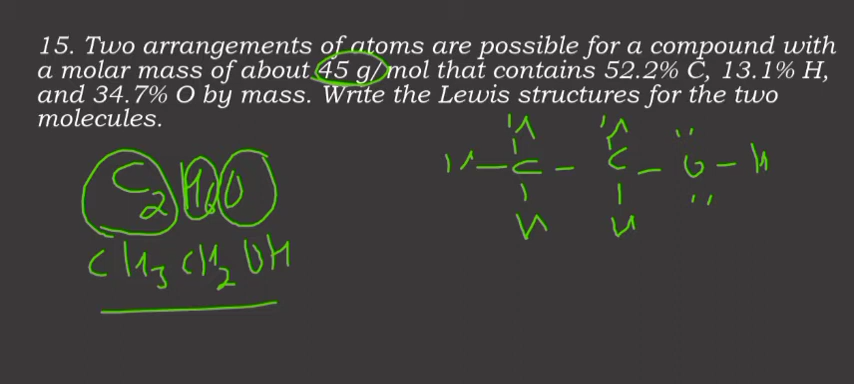 15. Two arrangements of atoms are possible for a compound with
a molar mass of about 45 g/mol that contains 52.2% C, 13.1% H,
and 34.7% O by mass. Write the Lewis structures for the two
molecules.
H H
H — C — C — O — H
H H
C2H6O
CH3CH2OH